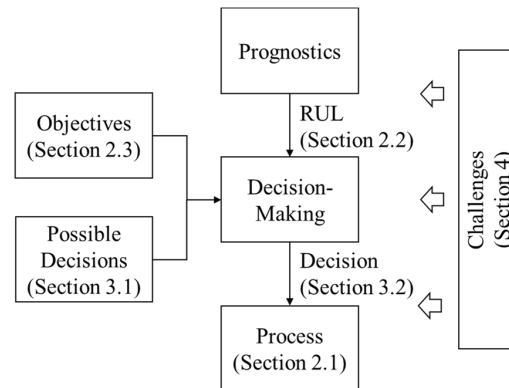 Prognostics
RUL
(Section 2.2)
Objectives
(Section 2.3)
Decision-
Making
Possible
Decisions
(Section 3.1)
Decision
(Section 3.2)
Process
(Section 2.1)
Challenges
(Section 4)